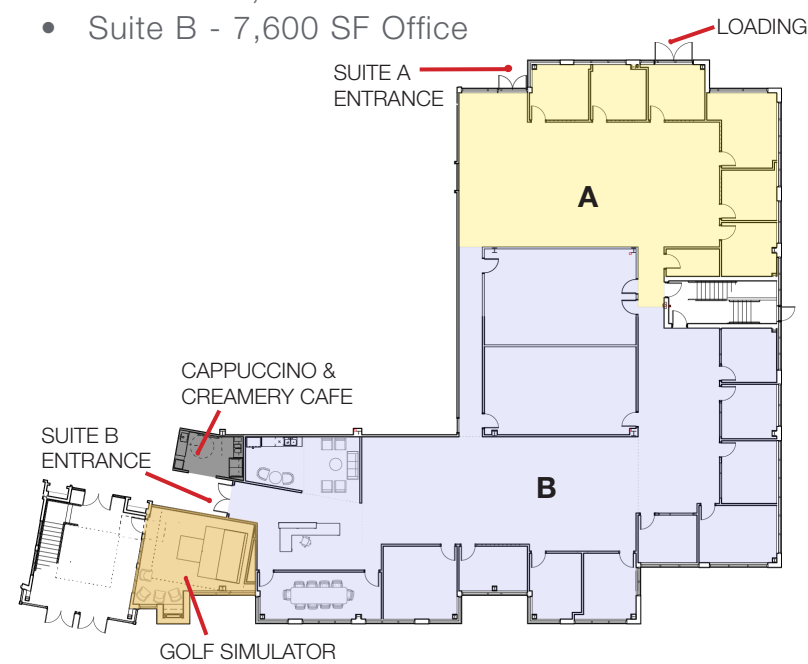 • Suite B - 7,600 SF Office
LOADING
SUITE A
ENTRANCE
A
CAPPUCCINO &
CREAMERY CAFE
SUITE B
ENTRANCE
B
GOLF SIMULATOR